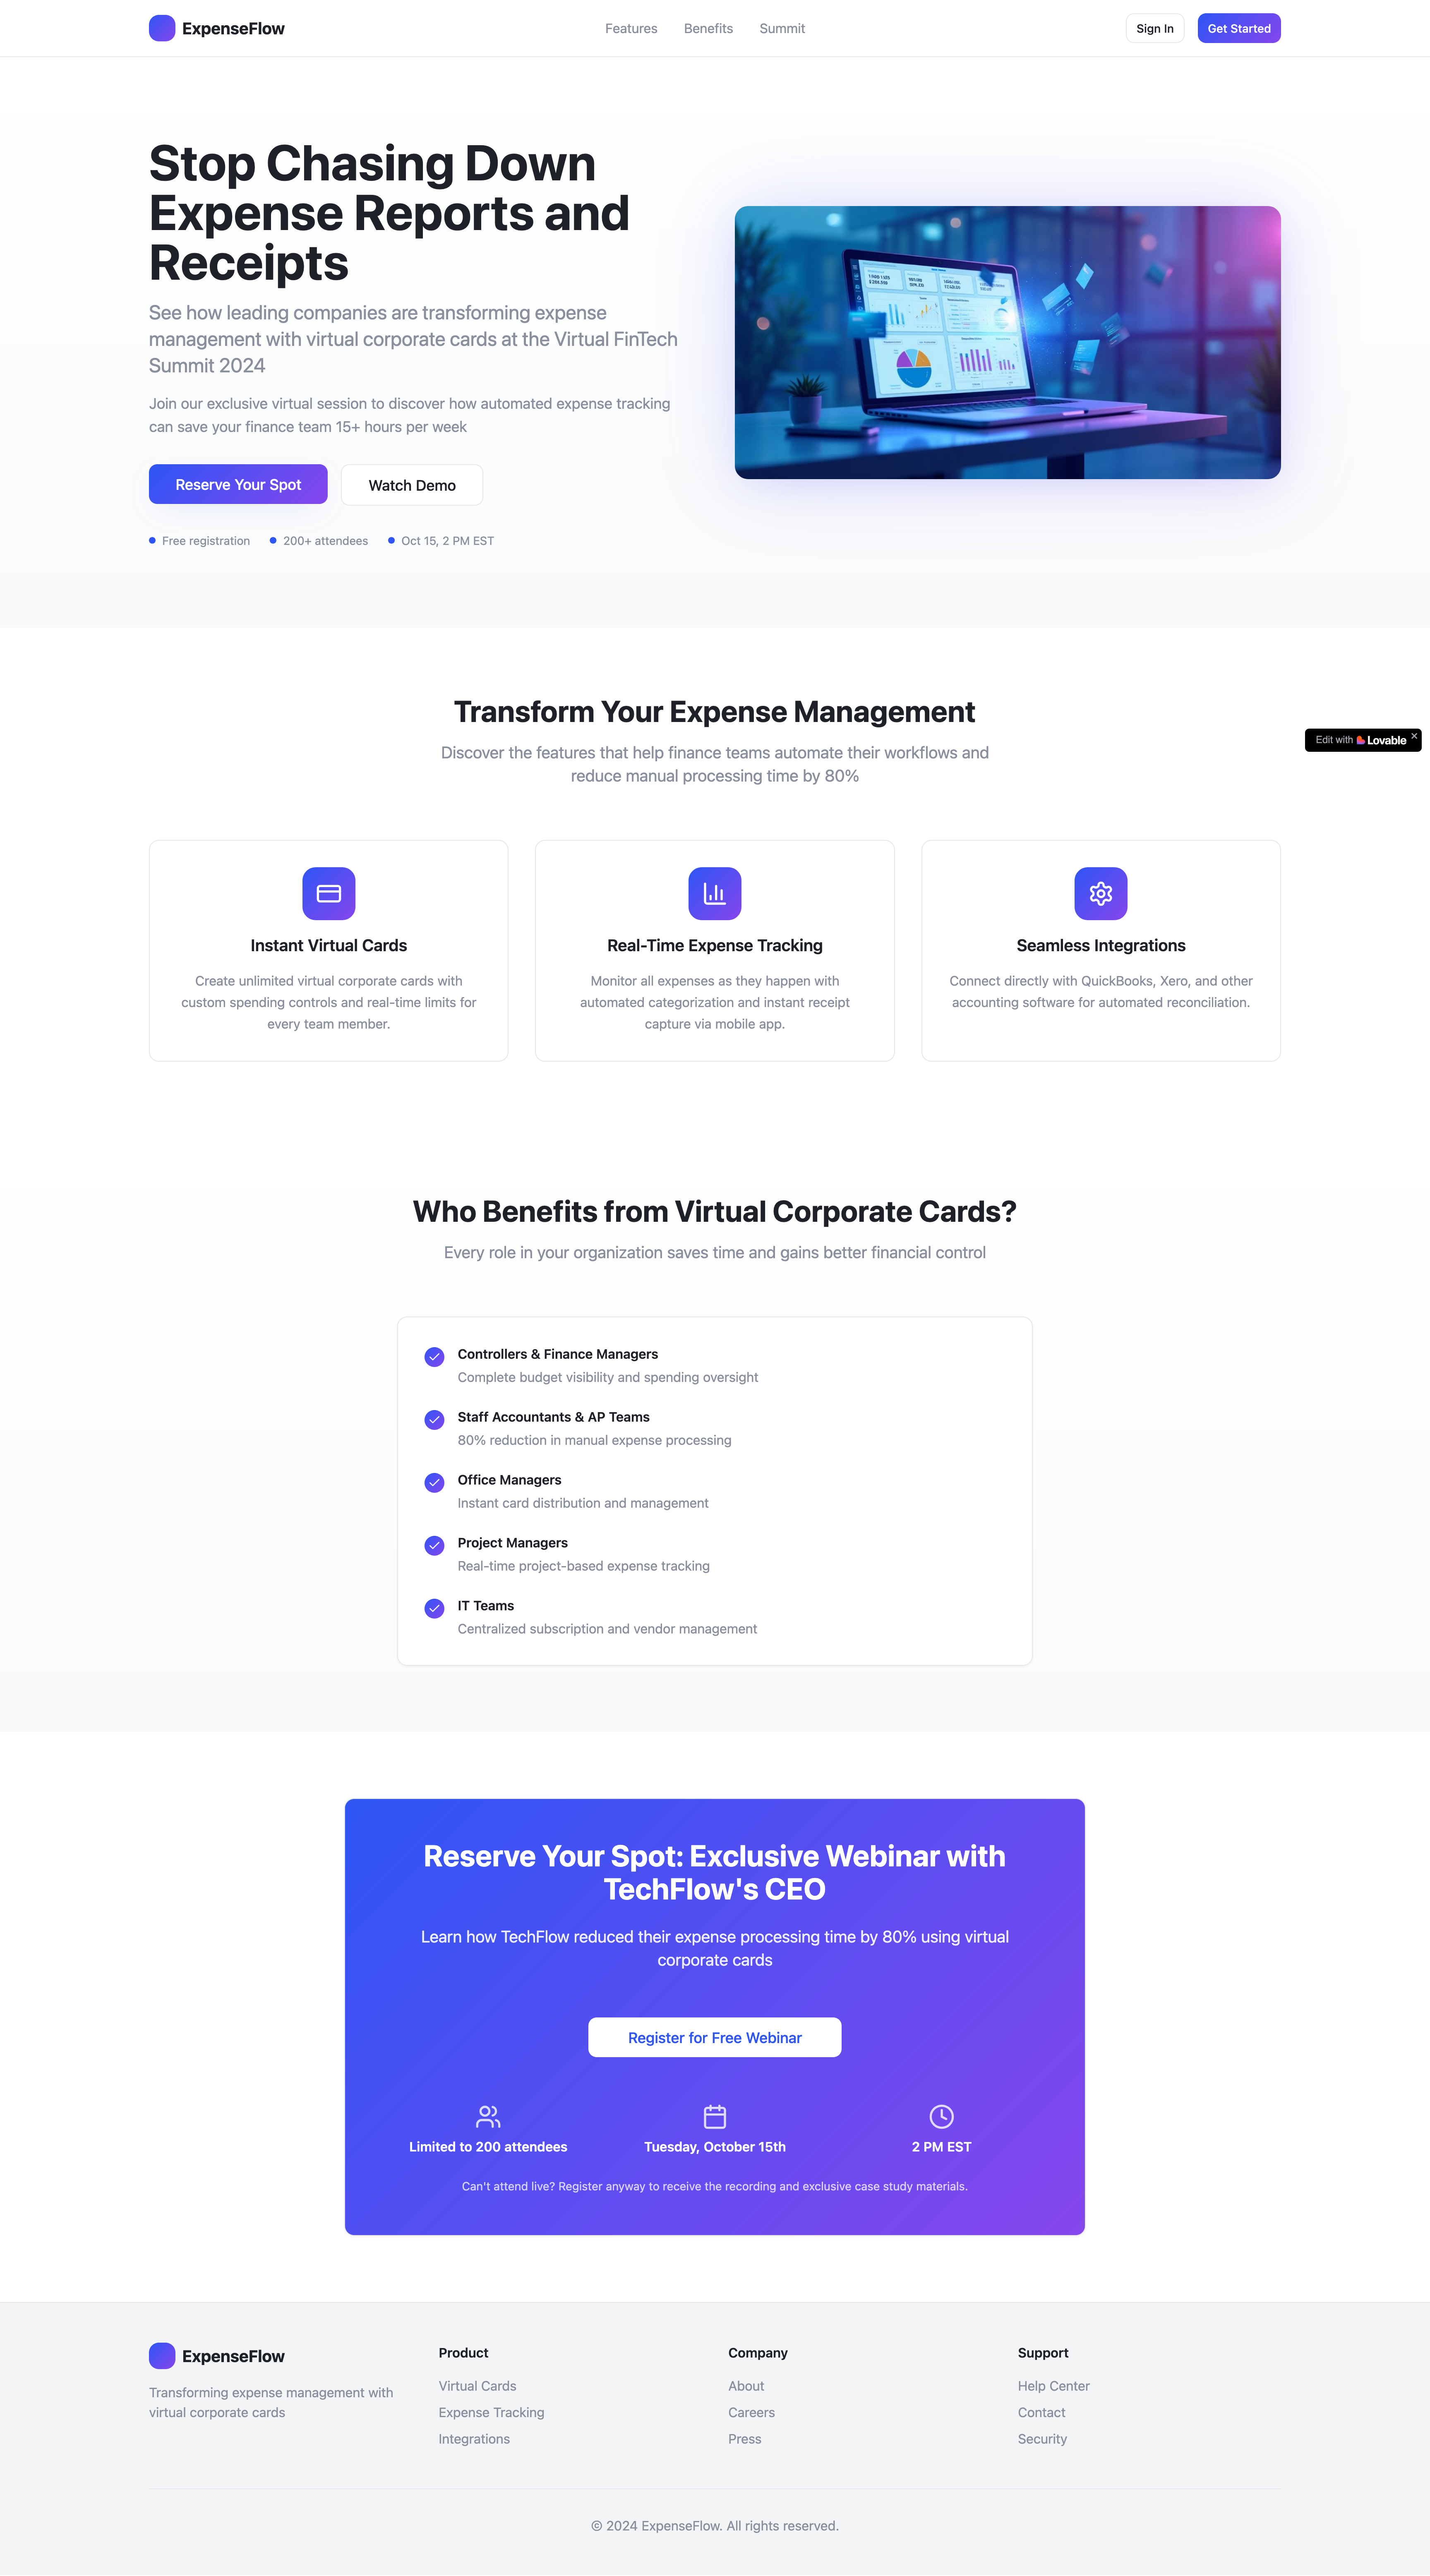 ExpenseFlow
Features
Benefits
Summit
Sign In
Get Started
Stop Chasing Down
Expense Reports and
Receipts
See how leading companies are transforming expense
management with virtual corporate cards at the Virtual FinTech
Summit 2024
Join our exclusive virtual session to discover how automated expense tracking
can save your finance team 15+ hours per week
Reserve Your Spot
Watch Demo
Free registration
200+ attendees
Oct 15, 2 PM EST
Transform Your Expense Management
Discover the features that help finance teams automate their workflows and
reduce manual processing time by 80%
Edit with Lovable
Instant Virtual Cards
Create unlimited virtual corporate cards with
custom spending controls and real-time limits for
every team member.
Real-Time Expense Tracking
Monitor all expenses as they happen with
automated categorization and instant receipt
capture via mobile app.
Seamless Integrations
Connect directly with QuickBooks, Xero, and other
accounting software for automated reconciliation.
Who Benefits from Virtual Corporate Cards?
Every role in your organization saves time and gains better financial control
Controllers & Finance Managers
Complete budget visibility and spending oversight
Staff Accountants & AP Teams
80% reduction in manual expense processing
Office Managers
Instant card distribution and management
Project Managers
Real-time project-based expense tracking
IT Teams
Centralized subscription and vendor management
Reserve Your Spot: Exclusive Webinar with
TechFlow's CEO
Learn how TechFlow reduced their expense processing time by 80% using virtual
corporate cards
Register for Free Webinar
Limited to 200 attendees
Tuesday, October 15th
2 PM EST
Can't attend live? Register anyway to receive the recording and exclusive case study materials.
ExpenseFlow
Transforming expense management with
virtual corporate cards
Product
Virtual Cards
Expense Tracking
Integrations
Company
About
Careers
Press
Support
Help Center
Contact
Security
© 2024 ExpenseFlow. All rights reserved.